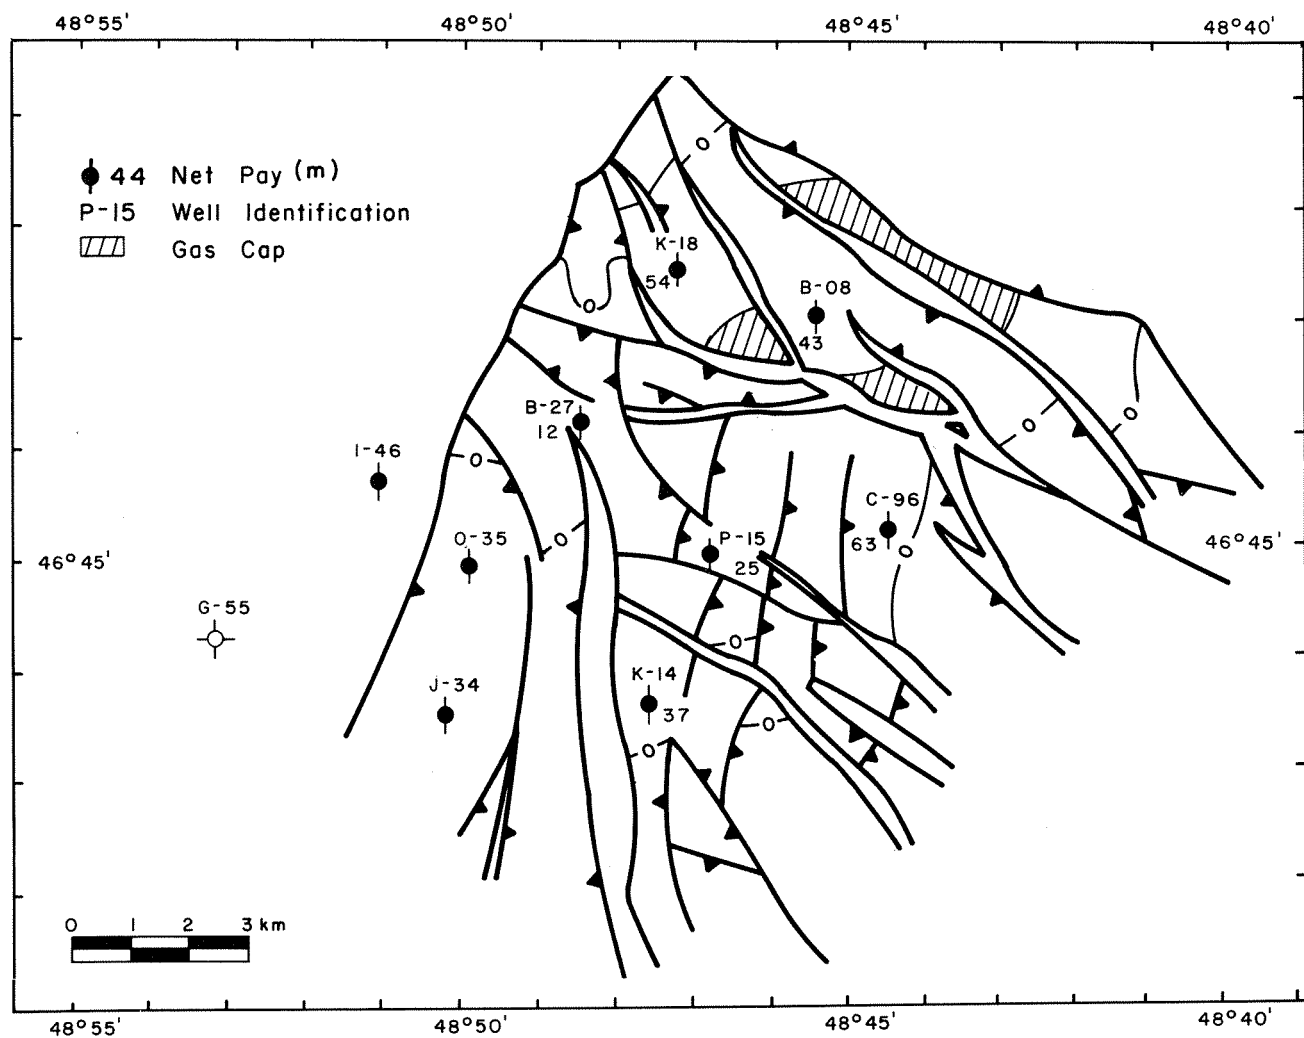 48°55'
48°50'
48°45'
48°40'
44 Net Pay (m)
P-15 Well Identification
Gas Cap
0
K-18
54
B-08
43
0
B-27
12
0
0
I-46
0
C-96
63
0
O-35
0
P-15
25
46°45'
46°45'
G-55
0
K-14
37
J-34
0
0
0 1 2 3 km
48°55'
48°50'
48°45'
48°40'